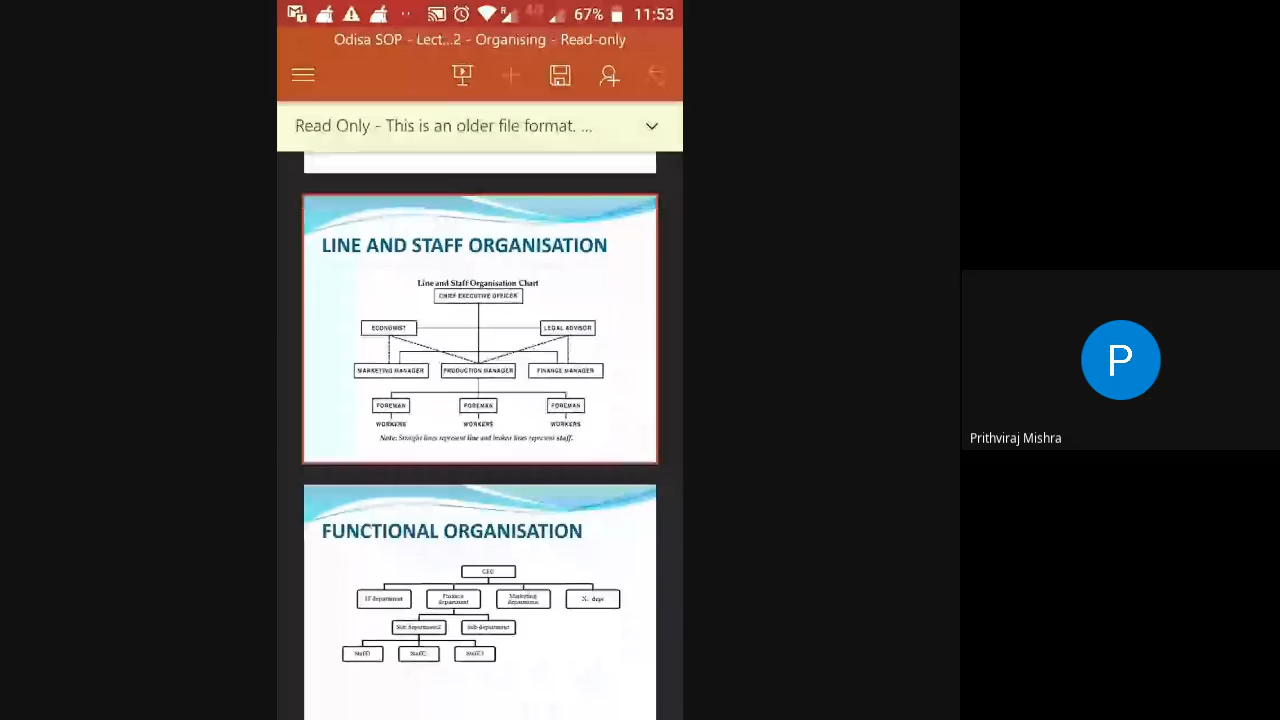 67% 11:53
Odisa SOP - Lect...2 - Organising - Read-only
Read Only - This is an older file format. ...
LINE AND STAFF ORGANISATION
Line and Staff Organisation Chart
CHIEF EXECUTIVE OFFICER
ECONOMIST LEGAL ADVISOR
MARKETING MANAGER PRODUCTION MANAGER FINANCE MANAGER
FOREMAN FOREMAN FOREMAN
WORKERS WORKERS WORKERS
Note: Straight lines represent line and broken lines represent staff.
FUNCTIONAL ORGANISATION
CEO
IT department Finance department Marketing department
Sub department2 Sub department
P
Prithviraj Mishra